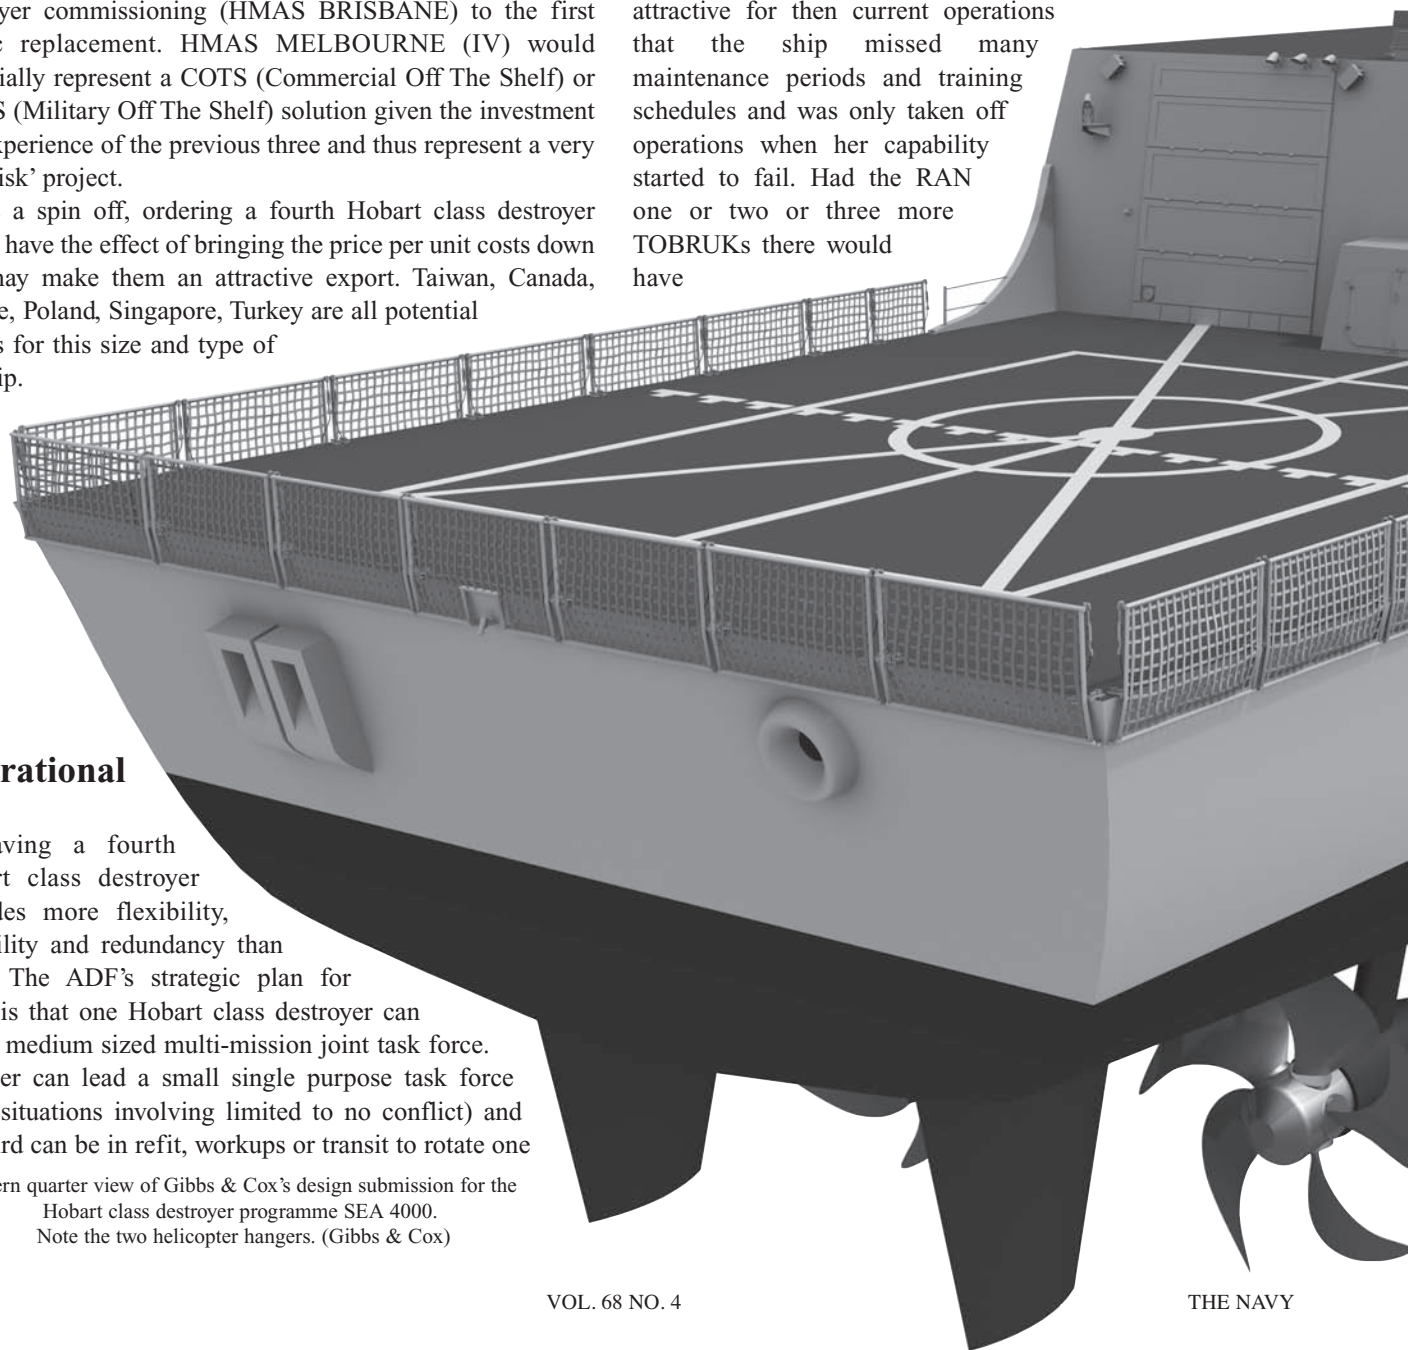 yer commissioning (HMAS BRISBANE) to the first
c replacement. HMAS MELBOURNE (IV) would
ially represent a COTS (Commercial Off The Shelf) or
S (Military Off The Shelf) solution given the investment
xperience of the previous three and thus represent a very
isk' project.
a spin off, ordering a fourth Hobart class destroyer
have the effect of bringing the price per unit costs down
nay make them an attractive export. Taiwan, Canada,
e, Poland, Singapore, Turkey are all potential
s for this size and type of
ip.
rational
aving a fourth
rt class destroyer
des more flexibility,
ility and redundancy than
The ADF's strategic plan for
is that one Hobart class destroyer can
medium sized multi-mission joint task force.
er can lead a small single purpose task force
situations involving limited to no conflict) and
rd can be in refit, workups or transit to rotate one
ern quarter view of Gibbs & Cox's design submission for the
Hobart class destroyer programme SEA 4000.
Note the two helicopter hangers. (Gibbs & Cox)
attractive for then current operations
that the ship missed many
maintenance periods and training
schedules and was only taken off
operations when her capability
started to fail. Had the RAN
one or two or three more
TOBRUKs there would
have
VOL. 68 NO. 4
THE NAVY